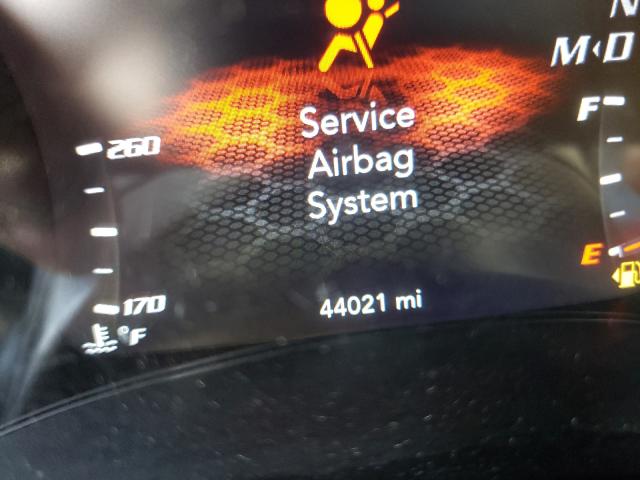 N
M D
F
Service
260
Airbag
System
E
44021 mi
170
°F